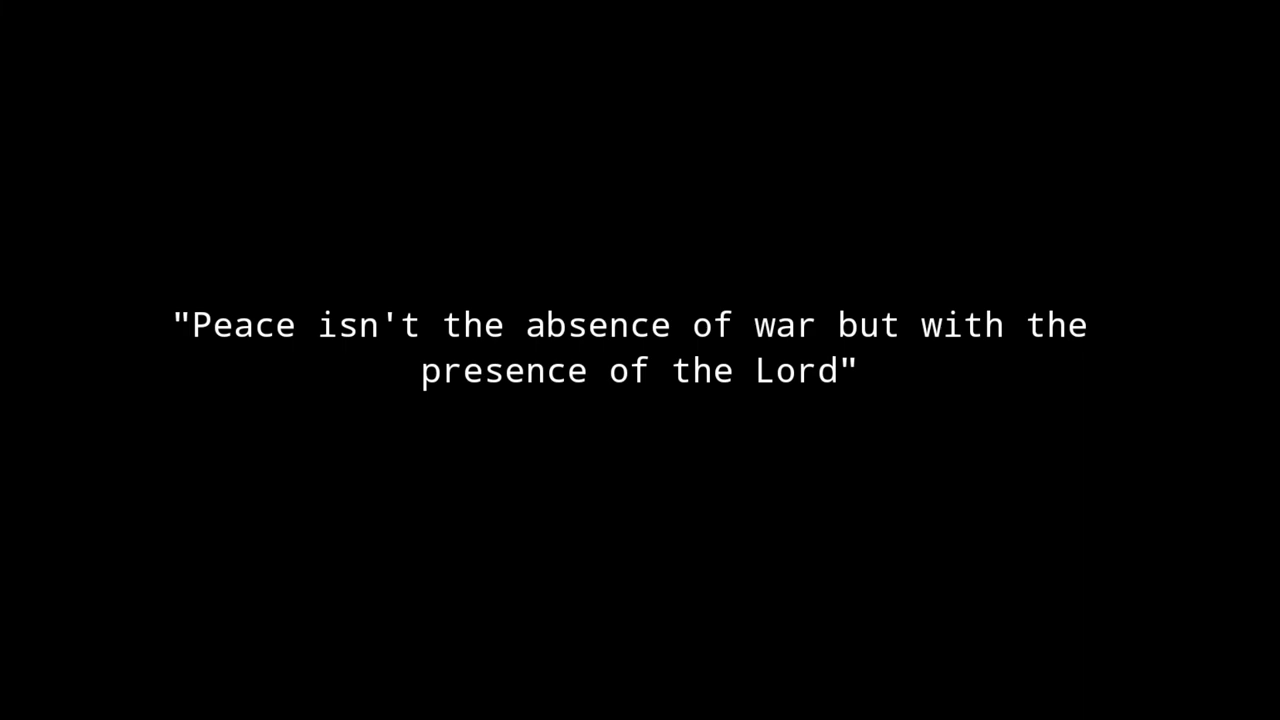 "Peace isn't the absence of war but with the
presence of the Lord"